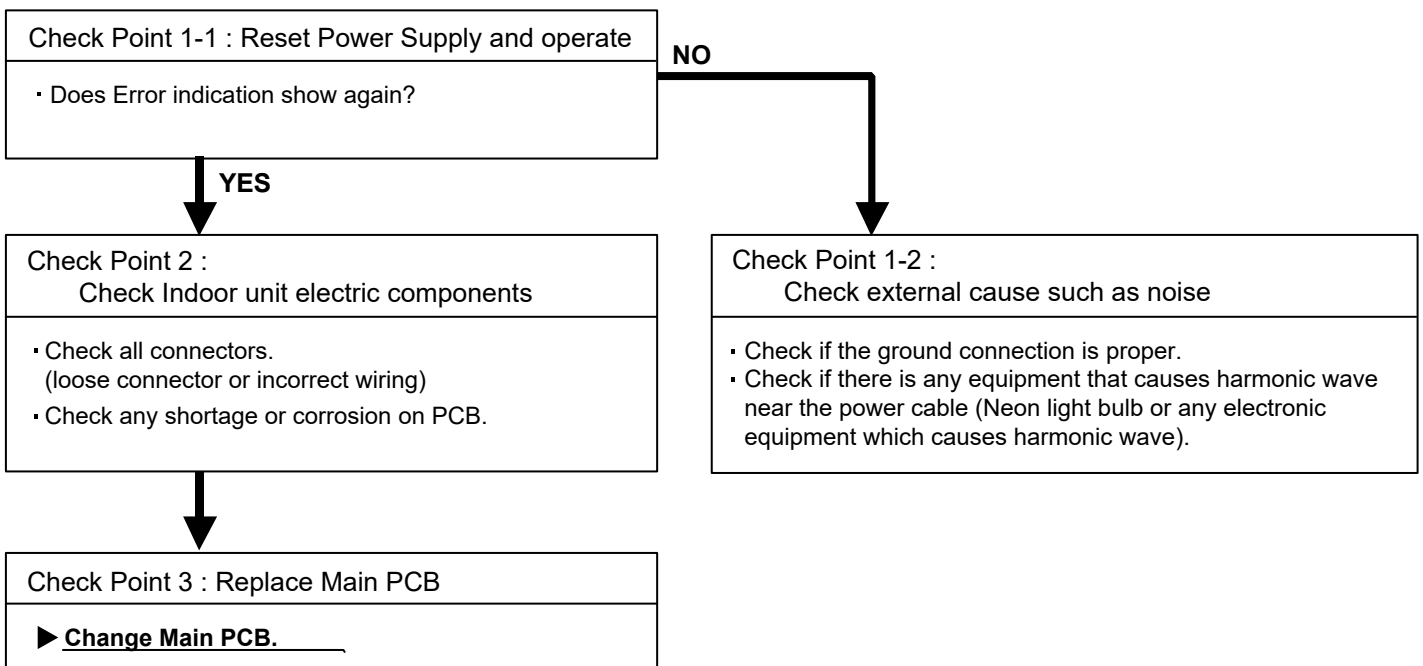 Check Point 1-1 : Reset Power Supply and operate
NO
▪ Does Error indication show again?
YES
Check Point 2 :
Check Indoor unit electric components
▪ Check all connectors.
(loose connector or incorrect wiring)
▪ Check any shortage or corrosion on PCB.
Check Point 1-2 :
Check external cause such as noise
▪ Check if the ground connection is proper.
▪ Check if there is any equipment that causes harmonic wave
near the power cable (Neon light bulb or any electronic
equipment which causes harmonic wave).
Check Point 3 : Replace Main PCB
▶ Change Main PCB.